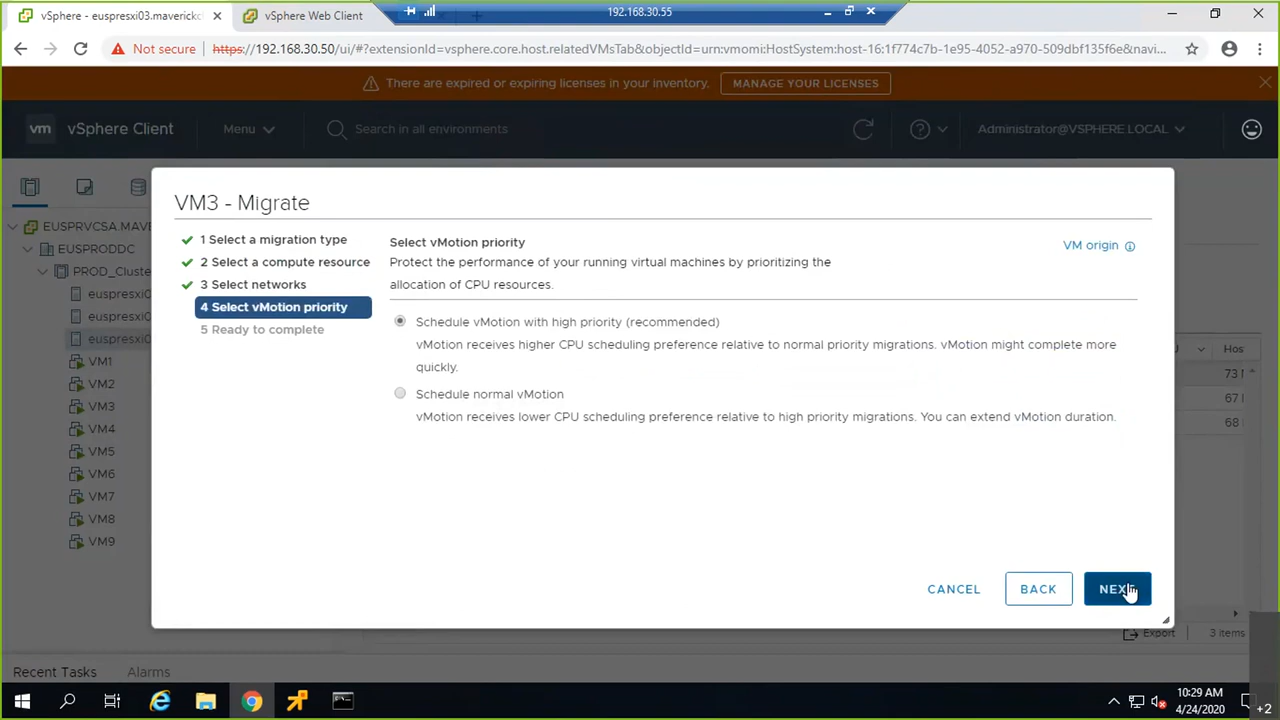 vSphere - euspresxi03.maverickc
vSphere Web Client
192.168.30.55
Not secure
https://192.168.30.50/ui/#?extensionId=vsphere.core.host.relatedVMsTab&objectId=urn:vmomi:HostSystem:host-16:1f774c7b-1e95-4052-a970-509dbf135f6e&navi...
There are expired or expiring licenses in your inventory.
MANAGE YOUR LICENSES
vm vSphere Client
Menu
Search in all environments
Administrator@VSPHERE.LOCAL
EUSPRVCSA.MAVE
EUSPRODDC
PROD_Cluste
euspresxi0
euspresxi0
euspresxi0
VM1
VM2
VM3
VM4
VM5
VM6
VM7
VM8
VM9
VM3 - Migrate
1 Select a migration type
2 Select a compute resource
3 Select networks
4 Select vMotion priority
5 Ready to complete
Select vMotion priority
VM origin
Protect the performance of your running virtual machines by prioritizing the
allocation of CPU resources.
Schedule vMotion with high priority (recommended)
vMotion receives higher CPU scheduling preference relative to normal priority migrations. vMotion might complete more
quickly.
Schedule normal vMotion
vMotion receives lower CPU scheduling preference relative to high priority migrations. You can extend vMotion duration.
CANCEL
BACK
NEXT
Hos
73
67
68
Export
3 items
Recent Tasks
Alarms
10:29 AM
4/24/2020
+2